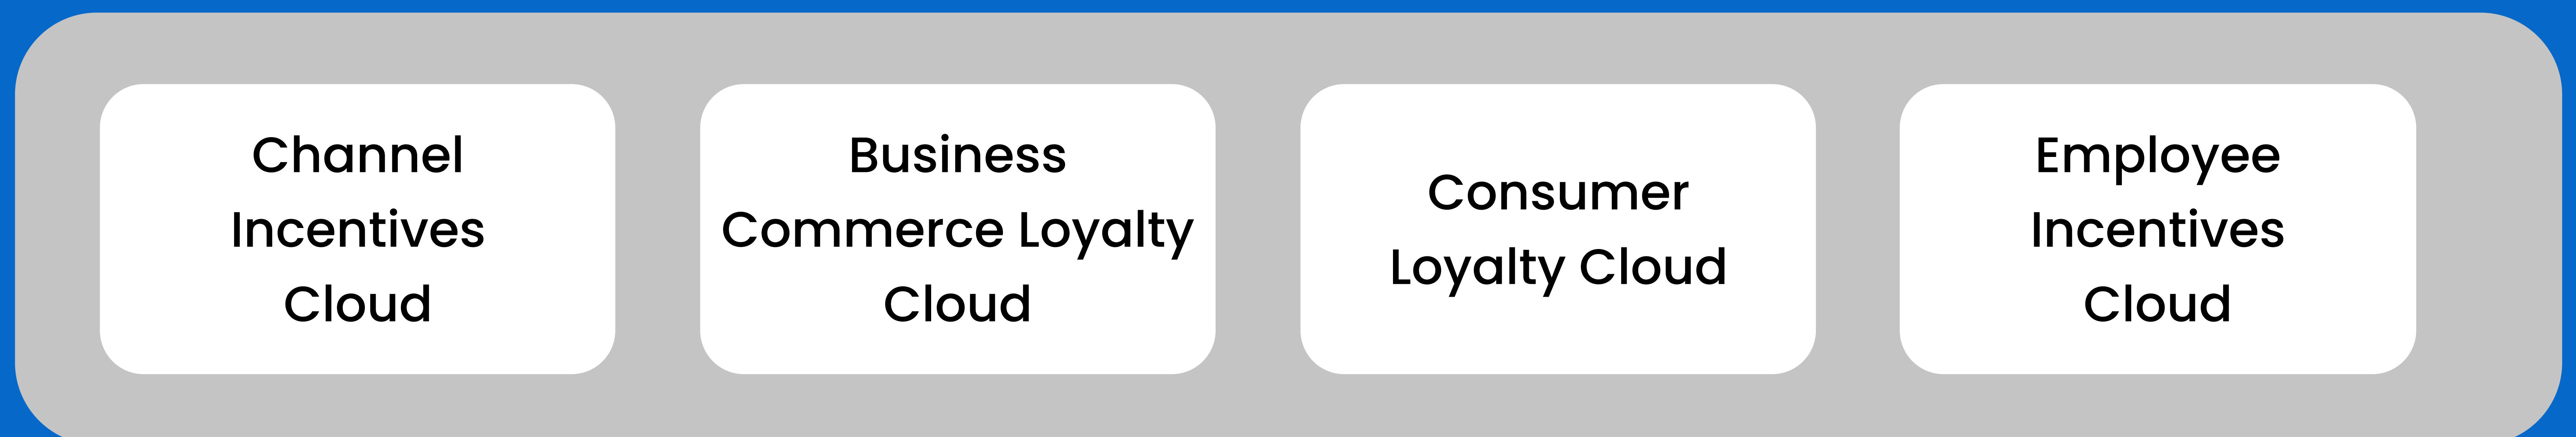 Channel
Incentives
Cloud
Business
Commerce Loyalty
Cloud
Consumer
Loyalty Cloud
Employee
Incentives
Cloud